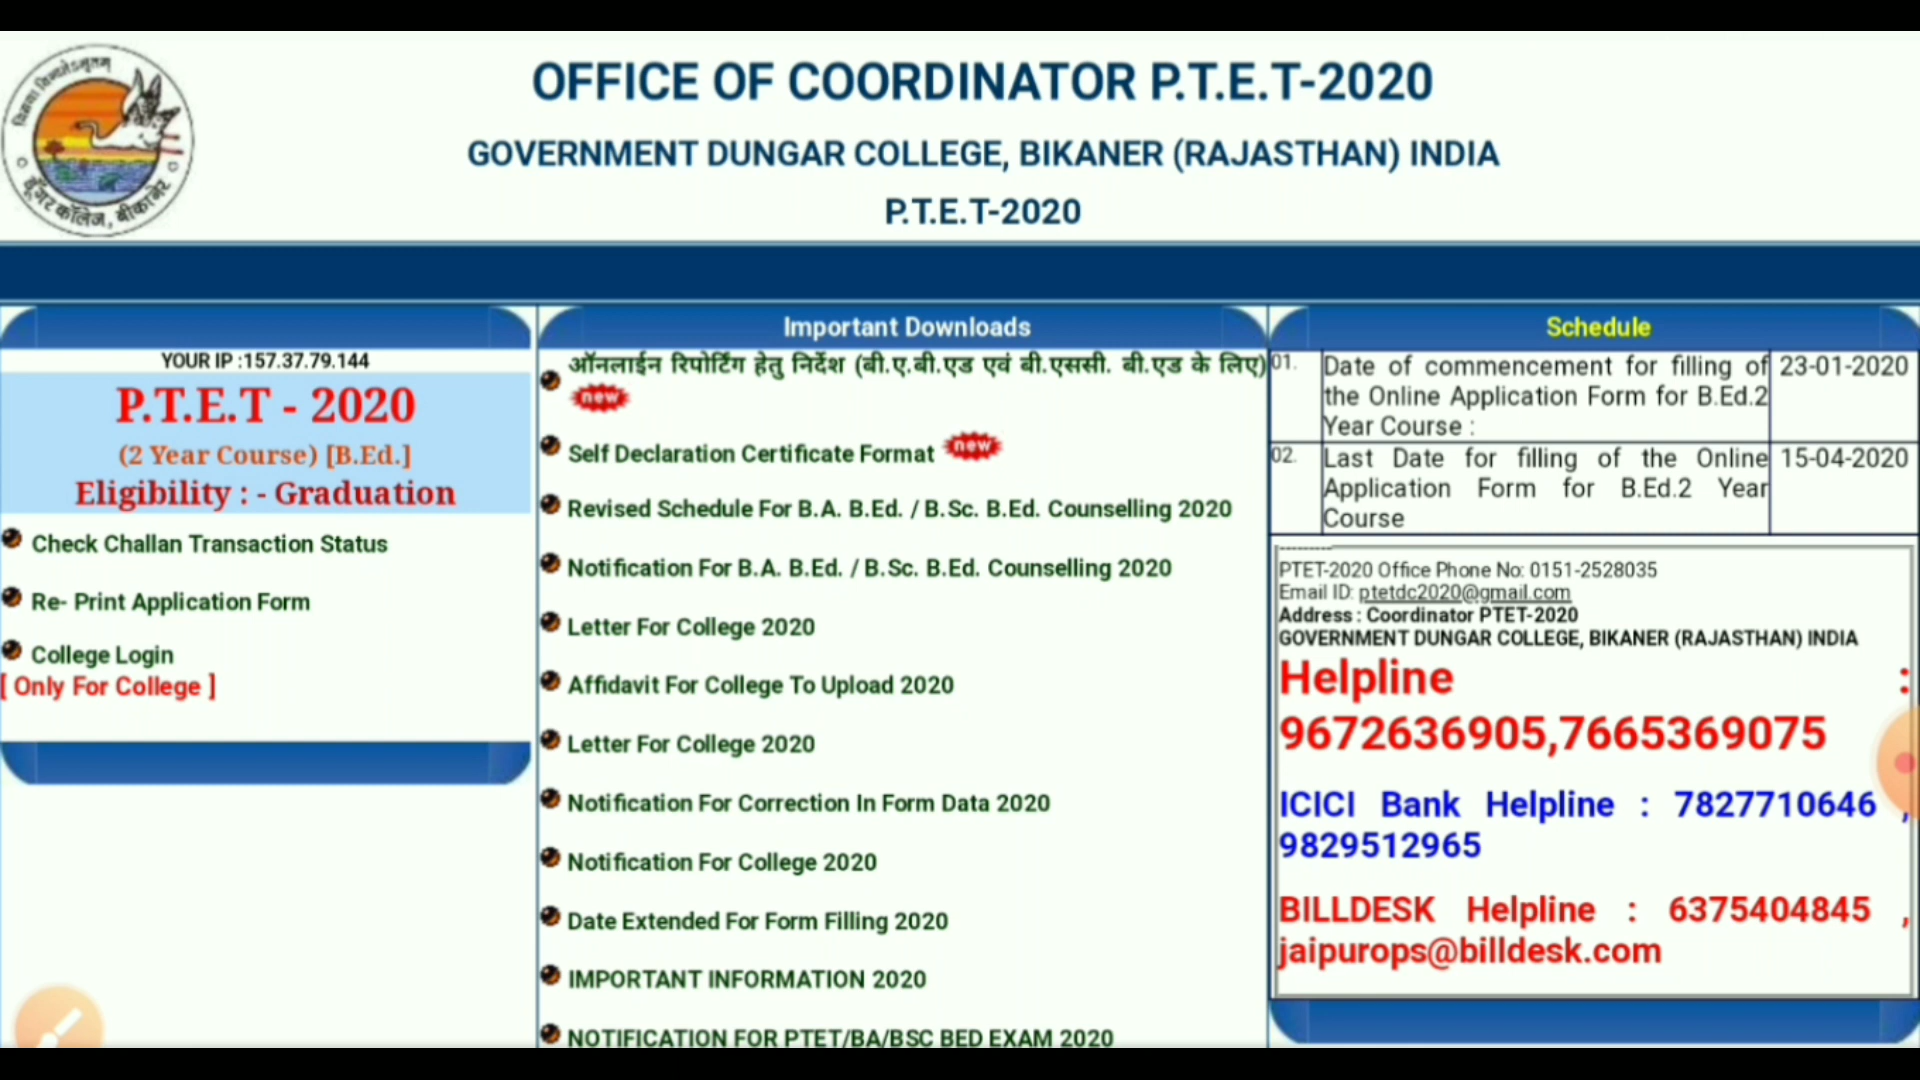 OFFICE OF COORDINATOR P.T.E.T-2020
GOVERNMENT DUNGAR COLLEGE, BIKANER (RAJASTHAN) INDIA
P.T.E.T-2020
डूँगर कॉलेज, बीकानेर
YOUR IP :157.37.79.144
P.T.E.T - 2020
(2 Year Course) [B.Ed.]
Eligibility : - Graduation
Check Challan Transaction Status
Re- Print Application Form
College Login
[ Only For College ]
Important Downloads
ऑनलाईन रिपोर्टिंग हेतु निर्देश (बी.ए.बी.एड एवं बी.एससी. बी.एड के लिए)
new
Self Declaration Certificate Format new
Revised Schedule For B.A. B.Ed. / B.Sc. B.Ed. Counselling 2020
Notification For B.A. B.Ed. / B.Sc. B.Ed. Counselling 2020
Letter For College 2020
Affidavit For College To Upload 2020
Letter For College 2020
Notification For Correction In Form Data 2020
Notification For College 2020
Date Extended For Form Filling 2020
IMPORTANT INFORMATION 2020
NOTIFICATION FOR PTET/BA/BSC BED EXAM 2020
Schedule
01. Date of commencement for filling of 23-01-2020
the Online Application Form for B.Ed.2
Year Course :
02. Last Date for filling of the Online 15-04-2020
Application Form for B.Ed.2 Year
Course
----------
PTET-2020 Office Phone No: 0151-2528035
Email ID: ptetdc2020@gmail.com
Address : Coordinator PTET-2020
GOVERNMENT DUNGAR COLLEGE, BIKANER (RAJASTHAN) INDIA
Helpline :
9672636905,7665369075
ICICI Bank Helpline : 7827710646 ,
9829512965
BILLDESK Helpline : 6375404845 ,
jaipurops@billdesk.com